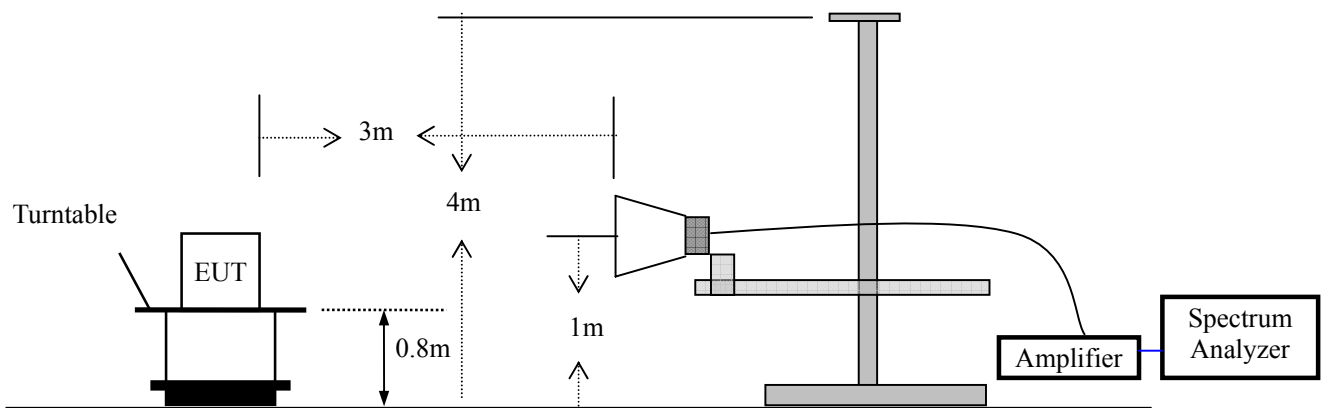 3m
4m
Turntable
EUT
1m
0.8m
Spectrum
Analyzer
Amplifier